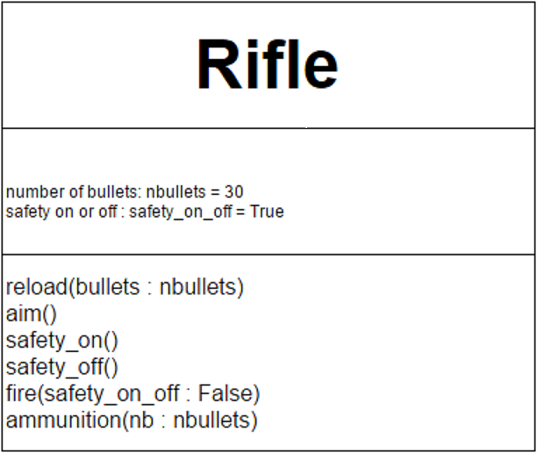 Rifle
number of bullets: nbullets = 30
safety on or off : safety_on_off = True
reload(bullets : nbullets)
aim()
safety_on()
safety_off()
fire(safety_on_off : False)
ammunition(nb : nbullets)